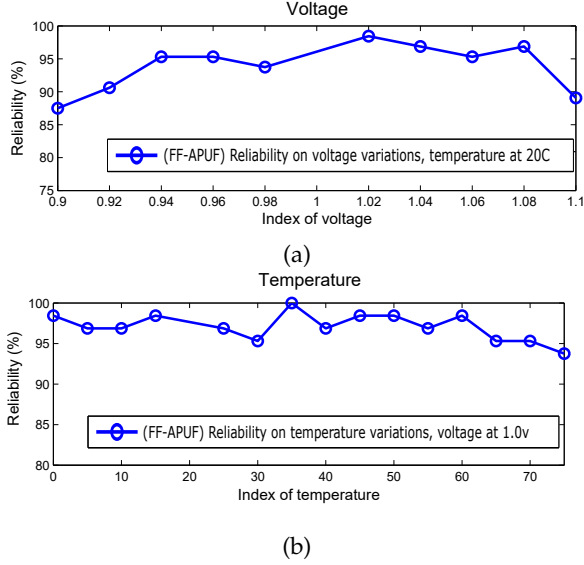 Voltage
100
95
90
85
80
75
Reliability (%)
(FF-APUF) Reliability on voltage variations, temperature at 20C
0.9 0.92 0.94 0.96 0.98 1 1.02 1.04 1.06 1.08 1.1
Index of voltage
(a)
Temperature
100
95
90
85
80
Reliability (%)
(FF-APUF) Reliability on temperature variations, voltage at 1.0v
0 10 20 30 40 50 60 70
Index of temperature
(b)